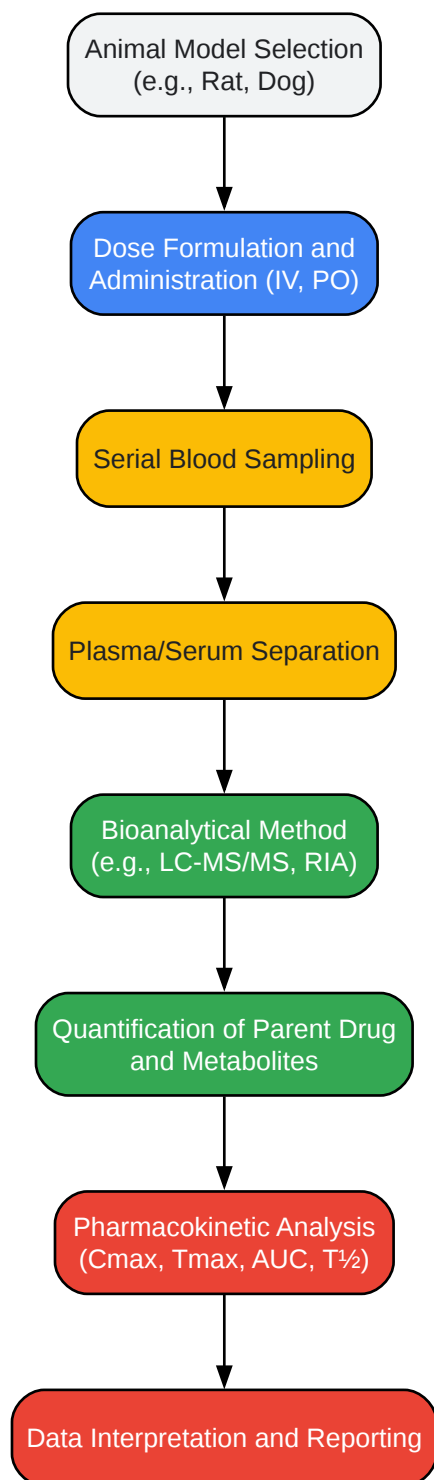 Animal Model Selection
(e.g., Rat, Dog)
Dose Formulation and
Administration (IV, PO)
Serial Blood Sampling
Plasma/Serum Separation
Bioanalytical Method
(e.g., LC-MS/MS, RIA)
Quantification of Parent Drug
and Metabolites
Pharmacokinetic Analysis
(Cmax, Tmax, AUC, T½)
Data Interpretation and Reporting